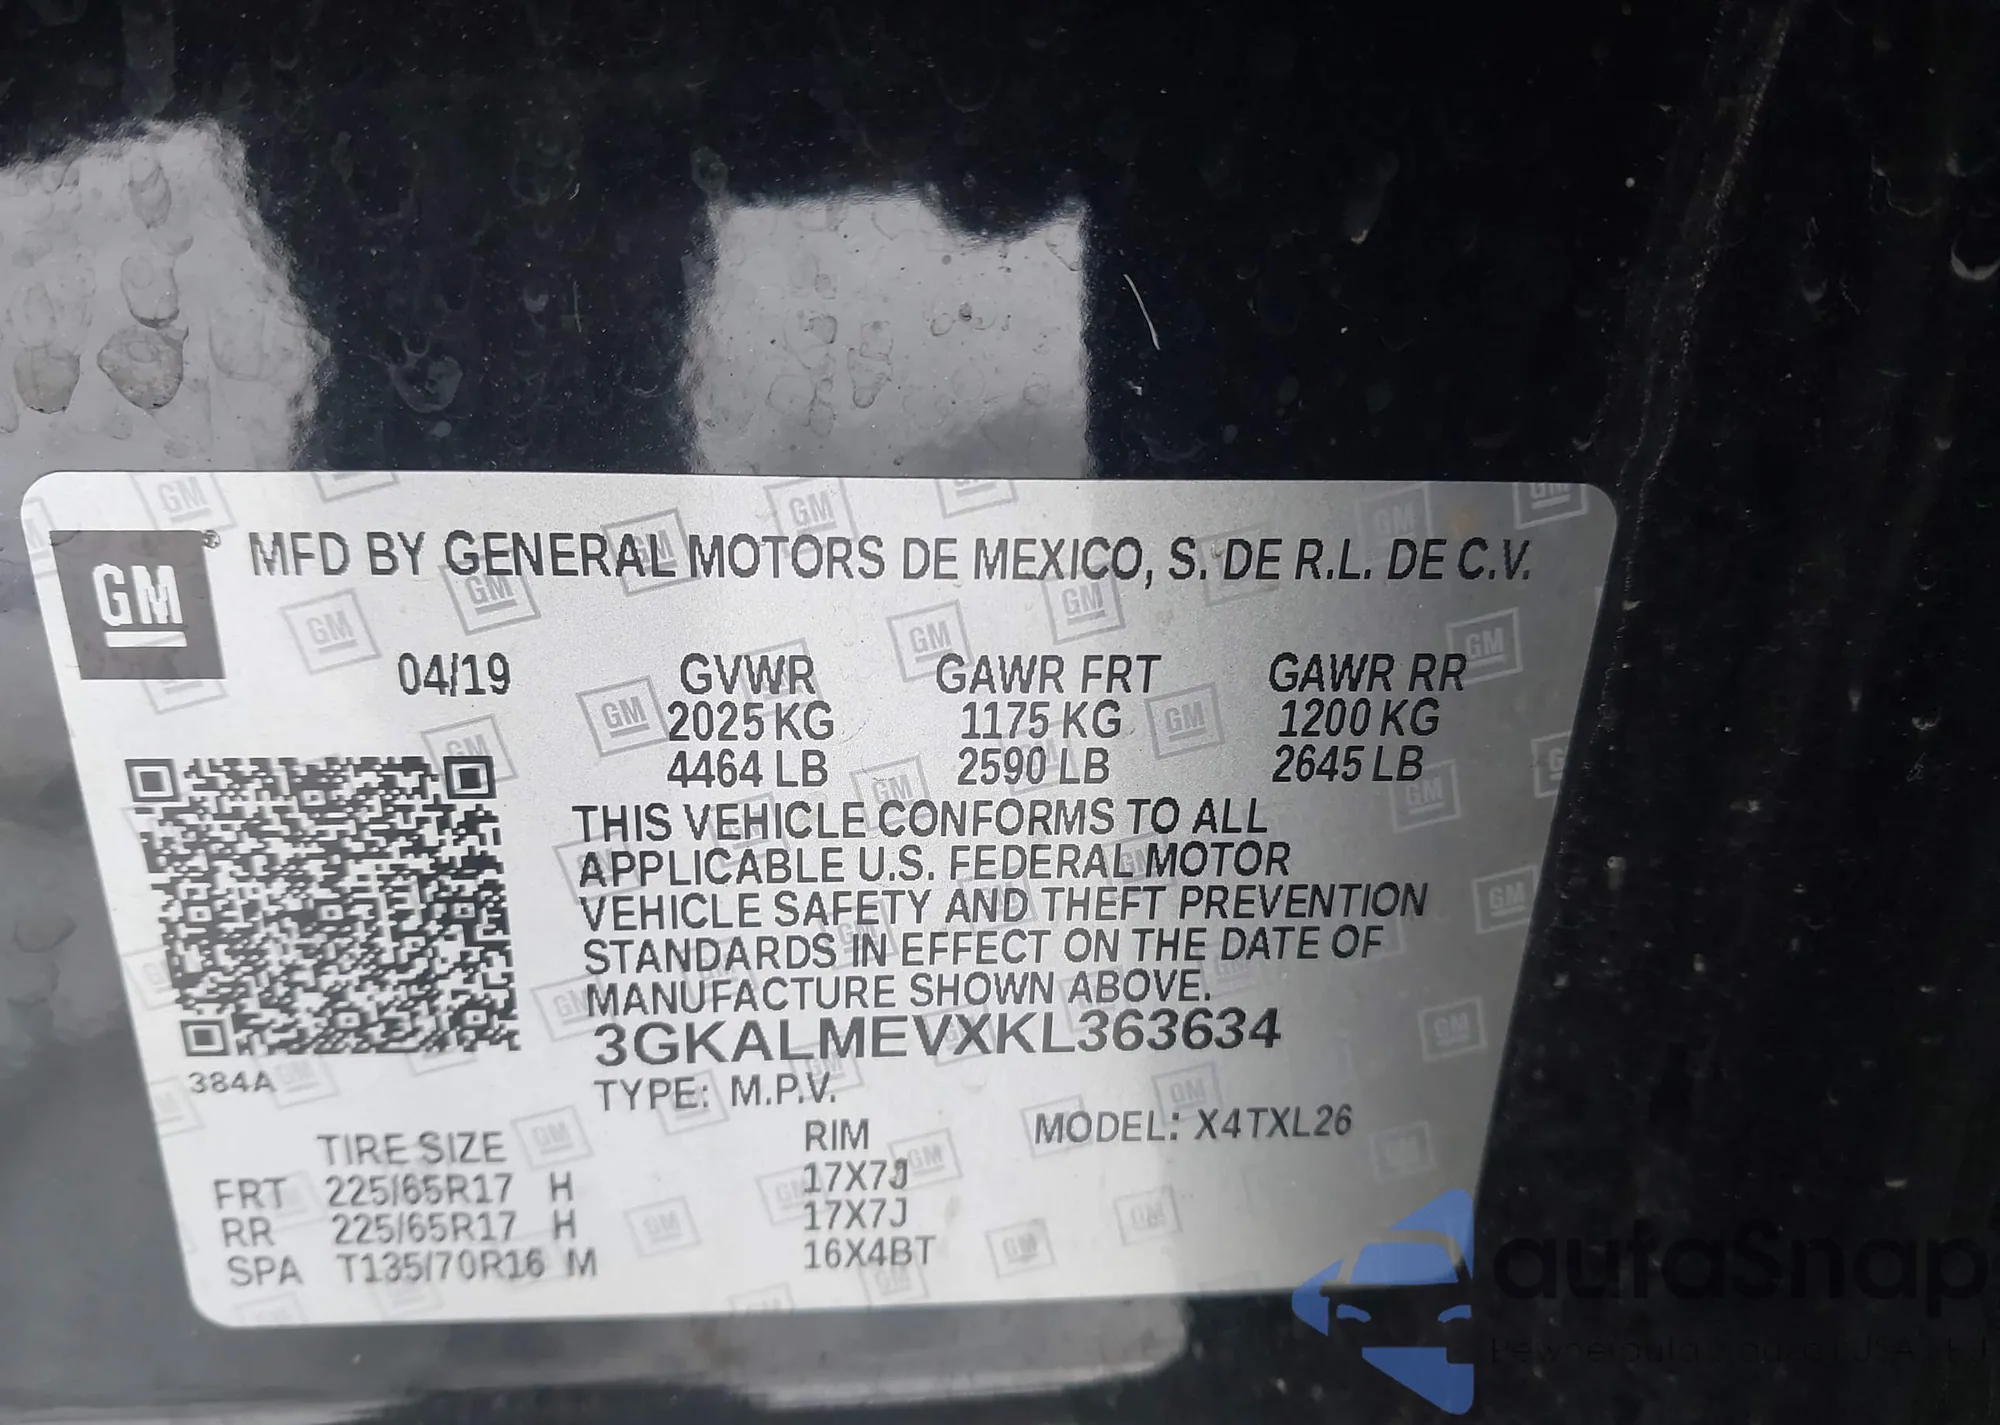 GM ® MFD BY GENERAL MOTORS DE MEXICO, S. DE R.L. DE C.V.
04/19 GVWR GAWR FRT GAWR RR
2025 KG 1175 KG 1200 KG
4464 LB 2590 LB 2645 LB
THIS VEHICLE CONFORMS TO ALL
APPLICABLE U.S. FEDERAL MOTOR
VEHICLE SAFETY AND THEFT PREVENTION
STANDARDS IN EFFECT ON THE DATE OF
MANUFACTURE SHOWN ABOVE.
3GKALMEVXKL363634
384A
TYPE: M.P.V.
TIRE SIZE RIM MODEL: X4TXL26
FRT 225/65R17 H 17X7J
RR 225/65R17 H 17X7J
SPA T135/70R16 M 16X4BT
autaSnap